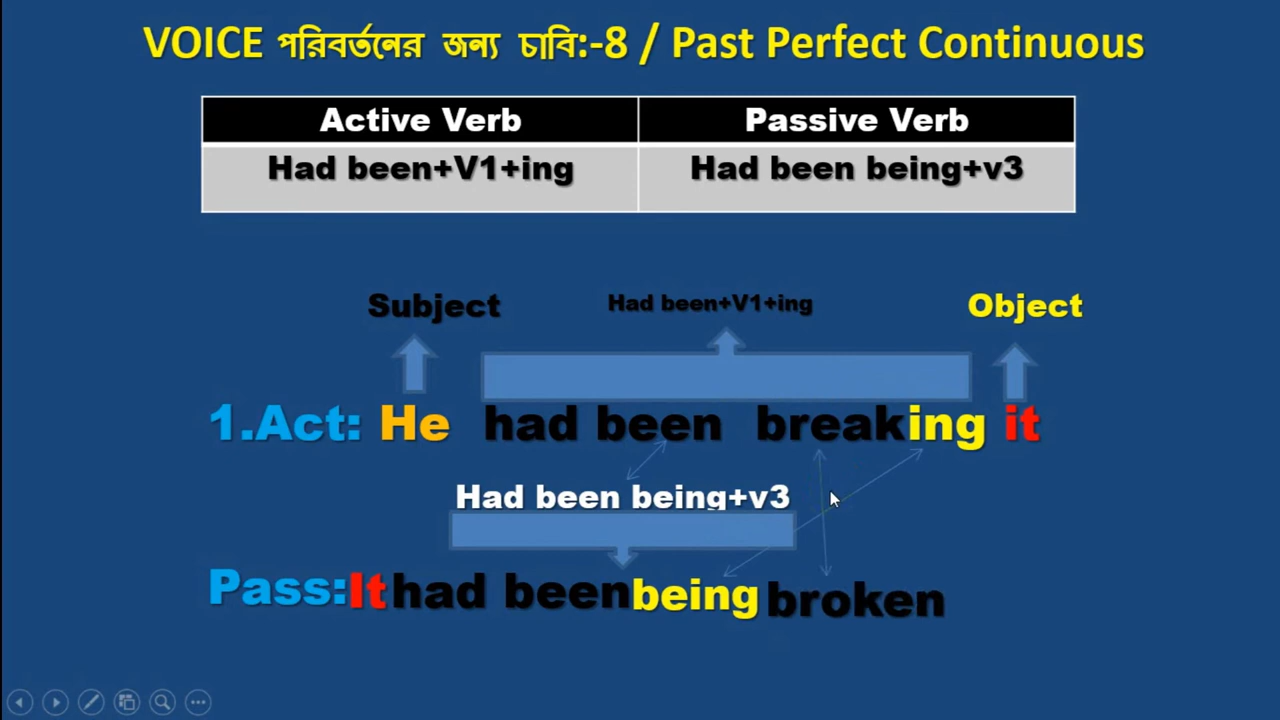 VOICE পরিবর্তনের জন্য চাবি:-8 / Past Perfect Continuous
Active Verb Passive Verb
Had been+V1+ing Had been being+v3
Subject Had been+V1+ing Object
1.Act: He had been breaking it
Had been being+v3
Pass:It had been being broken